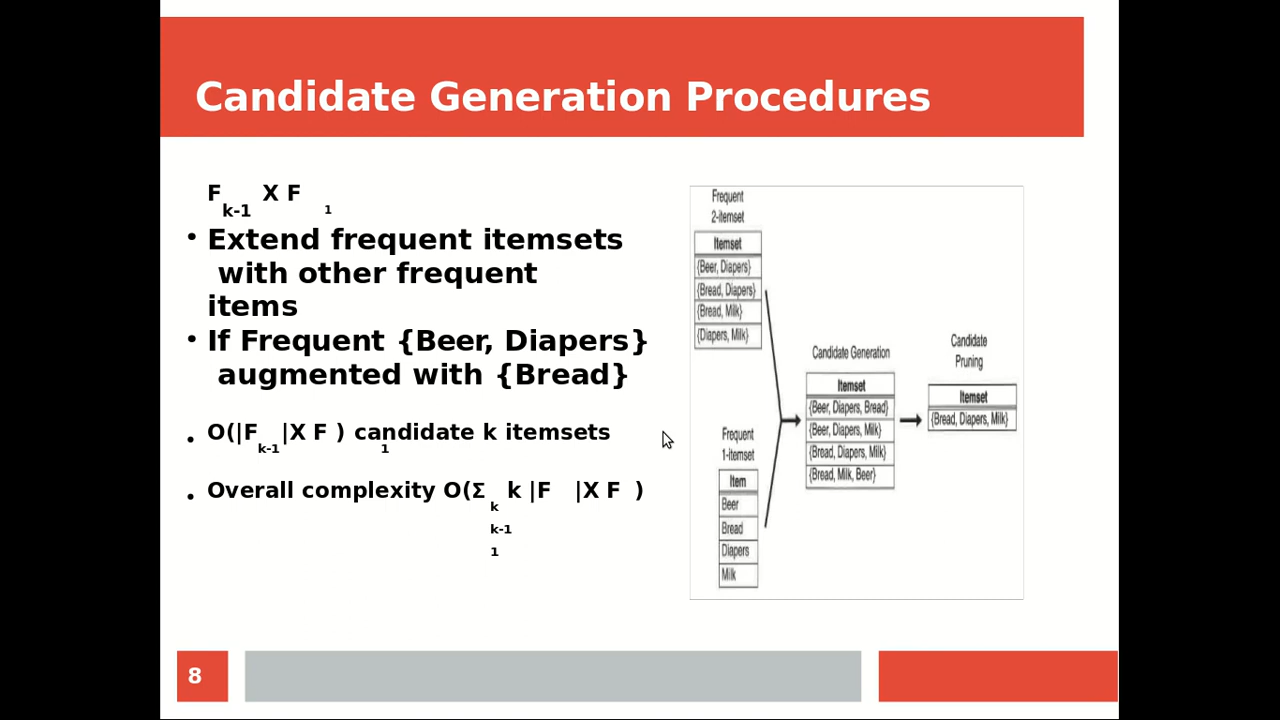 Candidate Generation Procedures
F k-1 X F 1
• Extend frequent itemsets
with other frequent
items
• If Frequent {Beer, Diapers}
augmented with {Bread}
• O(|F k-1 |X F 1 ) candidate k itemsets
• Overall complexity O(Σ k k |F |X F )
k-1
1
Frequent
2-itemset
Itemset
{Beer, Diapers}
{Bread, Diapers}
{Bread, Milk}
{Diapers, Milk}
Frequent
1-itemset
Item
Beer
Bread
Diapers
Milk
Candidate Generation
Itemset
{Beer, Diapers, Bread}
{Beer, Diapers, Milk}
{Bread, Diapers, Milk}
{Bread, Milk, Beer}
Candidate
Pruning
Itemset
{Bread, Diapers, Milk}
8